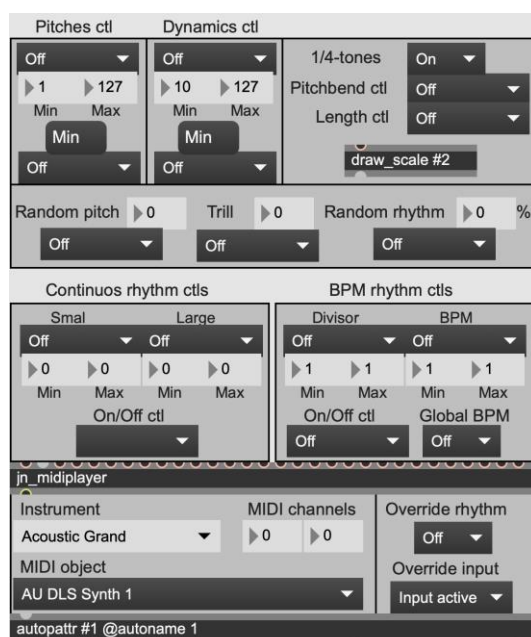 Pitches ctl Dynamics ctl
Off Off 1/4-tones On
1 127 10 127 Pitchbend ctl Off
Min Max Min Max Length ctl Off
Min Min
Off Off draw_scale #2
Random pitch 0 Trill 0 Random rhythm 0 %
Off Off Off
Continuos rhythm ctls BPM rhythm ctls
Smal Large Divisor BPM
Off Off Off Off
0 0 0 0 1 1 1 1
Min Max Min Max Min Max Min Max
On/Off ctl On/Off ctl Global BPM
Off Off
jn_midiplayer
Instrument MIDI channels Override rhythm
Acoustic Grand 0 0 Off
MIDI object Override input
AU DLS Synth 1 Input active
autopattr #1 @autoname 1